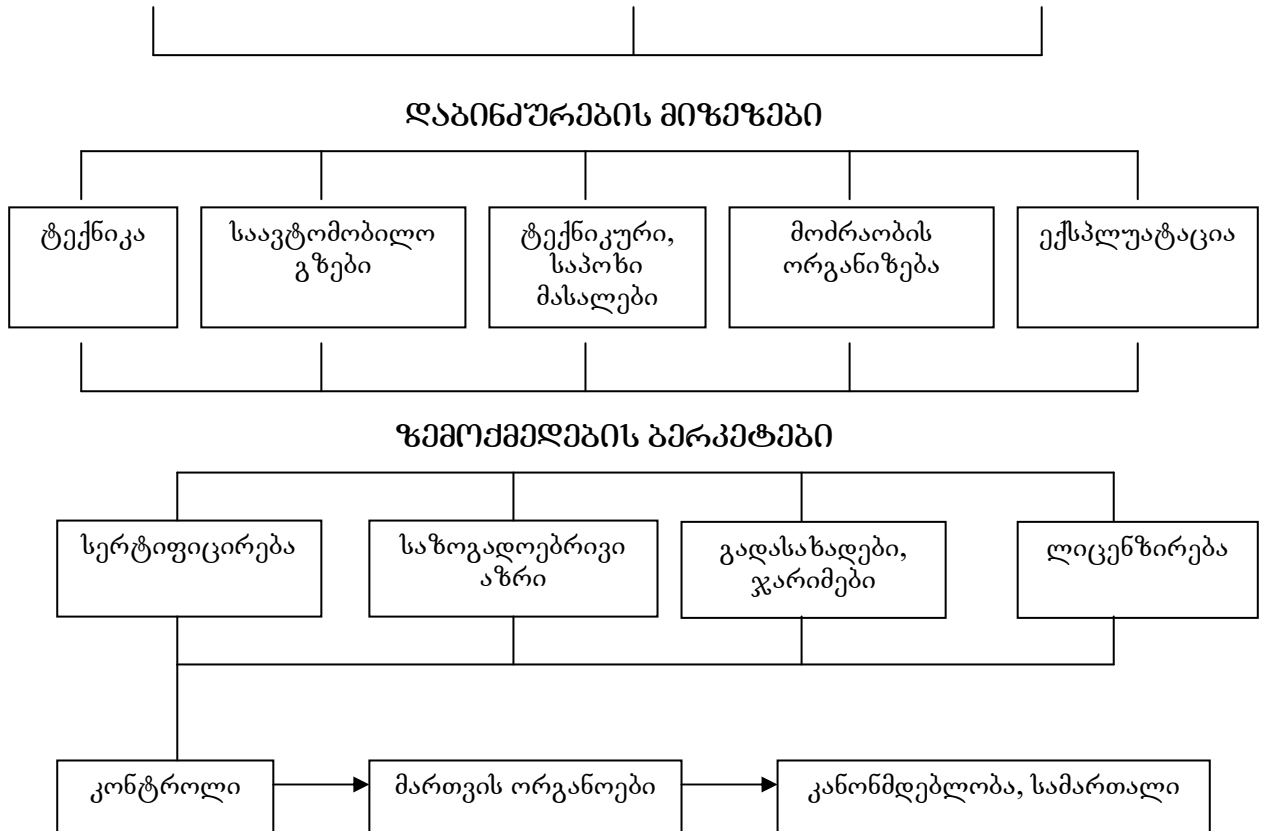 დაბინძურების მიზეზები
ტექნიკა
საავტომობილო
გზები
ტექნიკური,
საპოხი
მასალები
მოძრაობის
ორგანიზება
ექსპლუატაცია
ზემოქმედების ბერკეტები
სერტიფიცირება
საზოგადოებრივი
აზრი
გადასახადები,
ჯარიმები
ლიცენზირება
კონტროლი
მართვის ორგანოები
კანონმდებლობა, სამართალი